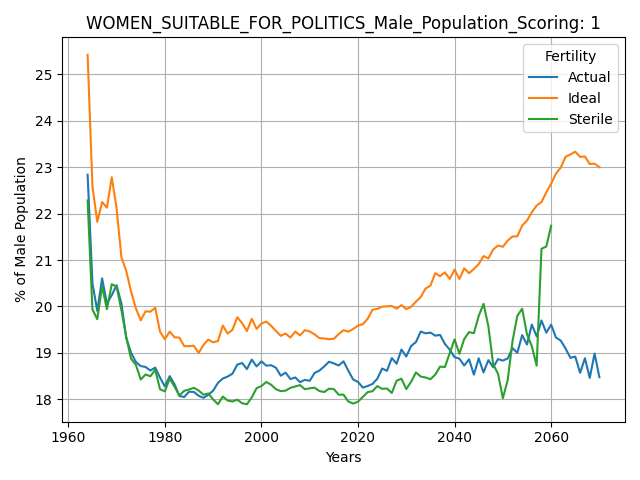 WOMEN_SUITABLE_FOR_POLITICS_Male_Population_Scoring: 1
Fertility
Actual
Ideal
Sterile
% of Male Population
25
24
23
22
21
20
19
18
1960
1980
2000
2020
2040
2060
Years